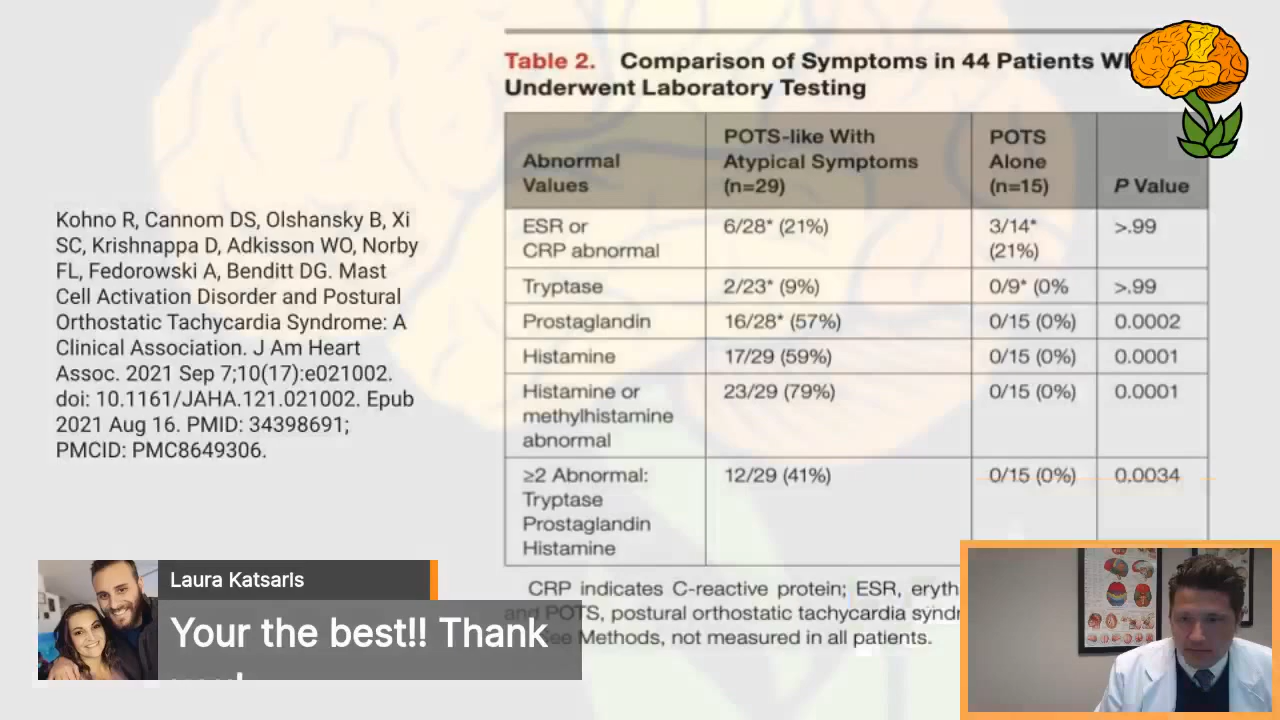 Table 2. Comparison of Symptoms in 44 Patients
Underwent Laboratory Testing
Abnormal
Values
POTS-like With
Atypical Symptoms
(n=29)
POTS
Alone
(n=15)
P Value
ESR or
CRP abnormal
6/28* (21%)
3/14*
(21%)
>.99
Tryptase
2/23* (9%)
0/9* (0%
>.99
Prostaglandin
16/28* (57%)
0/15 (0%)
0.0002
Histamine
17/29 (59%)
0/15 (0%)
0.0001
Histamine or
methylhistamine
abnormal
23/29 (79%)
0/15 (0%)
0.0001
≥2 Abnormal:
Tryptase
Prostaglandin
Histamine
12/29 (41%)
0/15 (0%)
0.0034
CRP indicates C-reactive protein; ESR,
and POTS, postural orthostatic tachycardia
Methods, not measured in all patients.
Kohno R, Cannom DS, Olshansky B, Xi
SC, Krishnappa D, Adkisson WO, Norby
FL, Fedorowski A, Benditt DG. Mast
Cell Activation Disorder and Postural
Orthostatic Tachycardia Syndrome: A
Clinical Association. J Am Heart
Assoc. 2021 Sep 7;10(17):e021002.
doi: 10.1161/JAHA.121.021002. Epub
2021 Aug 16. PMID: 34398691;
PMCID: PMC8649306.
Laura Katsaris
Your the best!! Thank